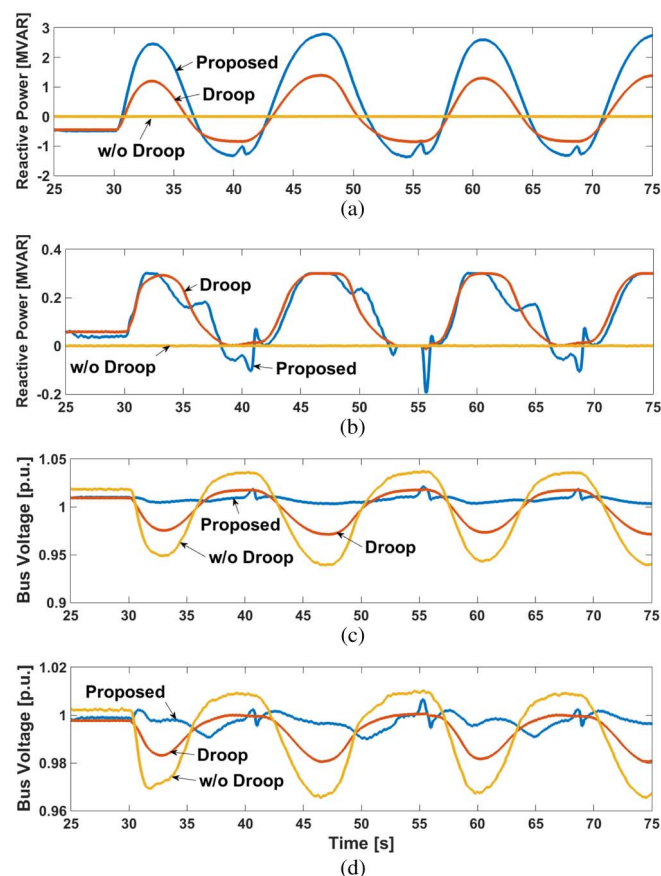 3
2
1
0
-1
-2
Reactive Power [MVAR]
Proposed
Droop
w/o Droop
25 30 35 40 45 50 55 60 65 70 75
(a)
0.4
0.2
0
-0.2
Reactive Power [MVAR]
Droop
w/o Droop
Proposed
25 30 35 40 45 50 55 60 65 70 75
(b)
1.05
1
0.95
0.9
Bus Voltage [p.u.]
Proposed
Droop
w/o Droop
25 30 35 40 45 50 55 60 65 70 75
(c)
1.02
1
0.98
0.96
Bus Voltage [p.u.]
Proposed
Droop
w/o Droop
25 30 35 40 45 50 55 60 65 70 75
Time [s]
(d)